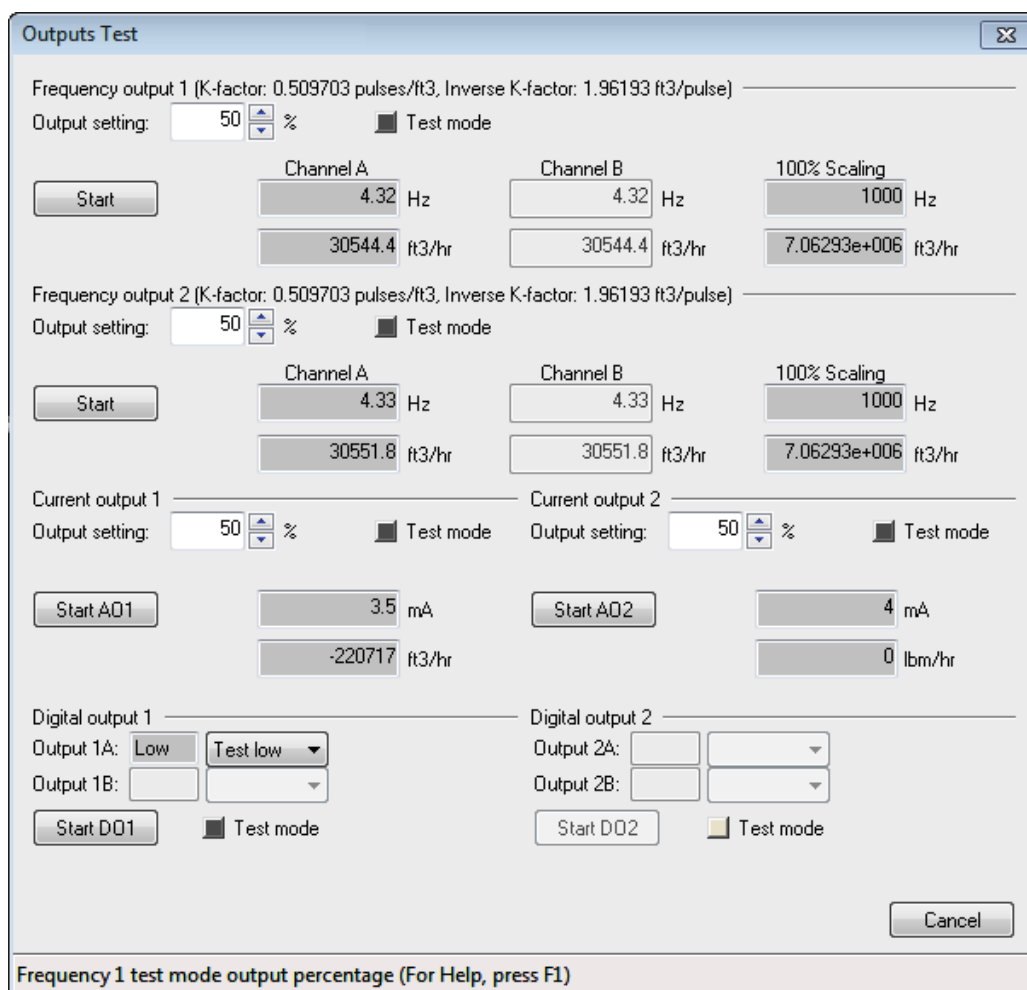 Outputs Test
Frequency output 1 (K-factor: 0.509703 pulses/ft3, Inverse K-factor: 1.96193 ft3/pulse)
Output setting: 50 % Test mode
Channel A Channel B 100% Scaling
Start 4.32 Hz 4.32 Hz 1000 Hz
30544.4 ft3/hr 30544.4 ft3/hr 7.06293e+006 ft3/hr
Frequency output 2 (K-factor: 0.509703 pulses/ft3, Inverse K-factor: 1.96193 ft3/pulse)
Output setting: 50 % Test mode
Channel A Channel B 100% Scaling
Start 4.33 Hz 4.33 Hz 1000 Hz
30551.8 ft3/hr 30551.8 ft3/hr 7.06293e+006 ft3/hr
Current output 1 Current output 2
Output setting: 50 % Test mode Output setting: 50 % Test mode
Start AO1 3.5 mA Start AO2 4 mA
-220717 ft3/hr 0 lbm/hr
Digital output 1 Digital output 2
Output 1A: Low Test low Output 2A:
Output 1B: Output 2B:
Start DO1 Test mode Start DO2 Test mode
Cancel
Frequency 1 test mode output percentage (For Help, press F1)